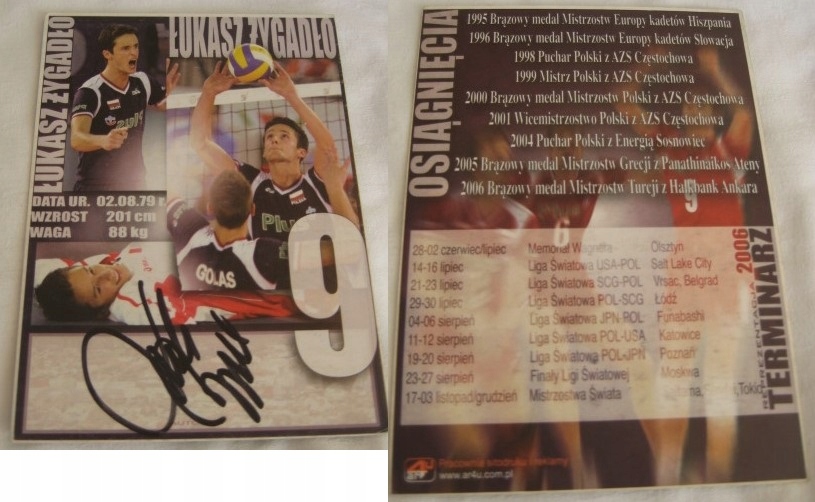 ŁUKASZ ŻYGADŁO
ŁUKASZ ŻYGADŁO
DATA UR. 02.08.79 r.
WZROST 201 cm
WAGA 88 kg
GOŁAS
9
OSIĄGNIĘCIA
1995 Brązowy medal Mistrzostw Europy kadetów Hiszpania
1996 Brązowy medal Mistrzostw Europy kadetów Słowacja
1998 Puchar Polski z AZS Częstochowa
1999 Mistrz Polski z AZS Częstochowa
2000 Brązowy medal Mistrzostw Polski z AZS Częstochowa
2001 Wicemistrzostwo Polski z AZS Częstochowa
2004 Puchar Polski z Energią Sosnowiec
2005 Brązowy medal Mistrzostw Grecji z Panathinaikos Ateny
2006 Brązowy medal Mistrzostw Turcji z Halkbank Ankara
6
9
28-02 czerwiec/lipiec Memoriał Wagnera Olsztyn
14-16 lipiec Liga Światowa USA-POL Salt Lake City
21-23 lipiec Liga Światowa SCG-POL Vrsac, Belgrad
29-30 lipiec Liga Światowa POL-SCG Łódź
04-06 sierpień Liga Światowa JPN-POL Funabashi
11-12 sierpień Liga Światowa POL-USA Katowice
19-20 sierpień Liga Światowa POL-JPN Poznań
23-27 sierpień Finały Ligi Światowej Moskwa
17-03 listopad/grudzień Mistrzostwa Świata
REPREZENTACJA 2006
TERMINARZ
Pracownia artystyczna reklamy
www.ar4u.com.pl